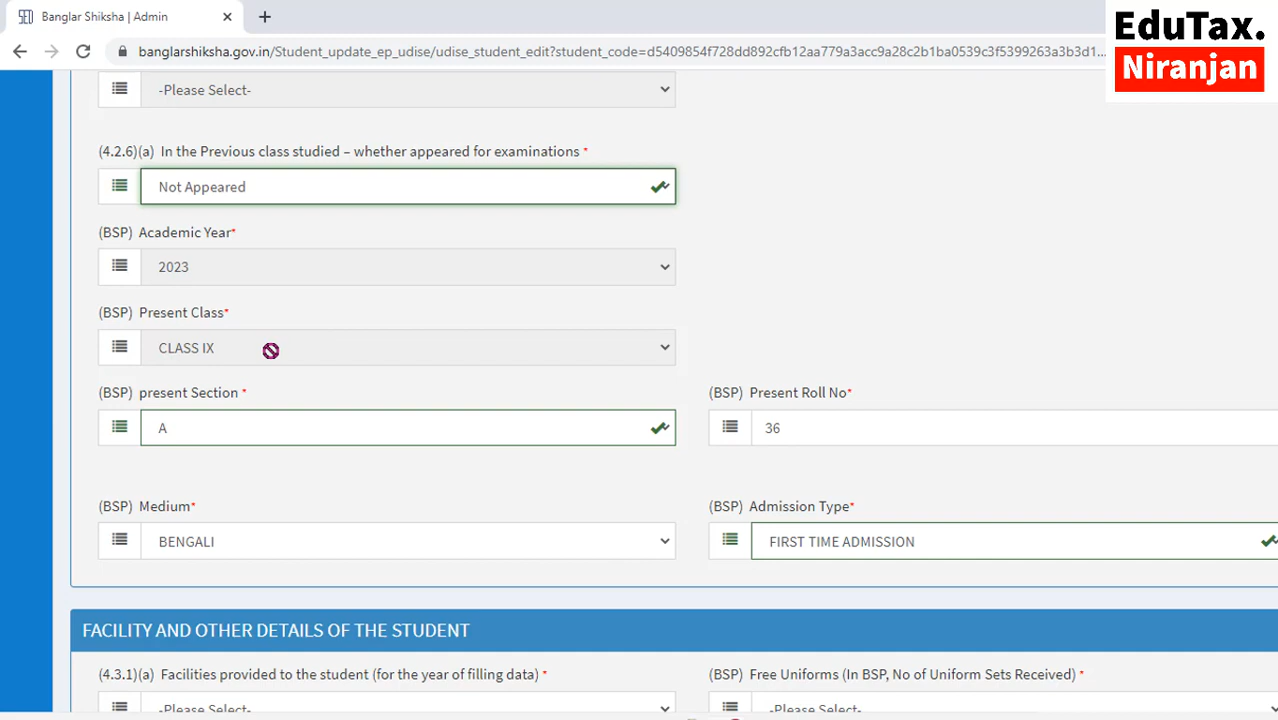 Banglar Shiksha | Admin
EduTax.
Niranjan
banglarshiksha.gov.in/Student_update_ep_udise/udise_student_edit?student_code=d5409854f728dd892cfb12aa779a3acc9a28c2b1ba0539c3f5399263a3b3d1...
-Please Select-
(4.2.6)(a) In the Previous class studied – whether appeared for examinations *
Not Appeared
(BSP) Academic Year*
2023
(BSP) Present Class*
CLASS IX
(BSP) present Section *
(BSP) Present Roll No*
A
36
(BSP) Medium*
(BSP) Admission Type*
BENGALI
FIRST TIME ADMISSION
FACILITY AND OTHER DETAILS OF THE STUDENT
(4.3.1)(a) Facilities provided to the student (for the year of filling data) *
(BSP) Free Uniforms (In BSP, No of Uniform Sets Received) *
-Please Select-
-Please Select-